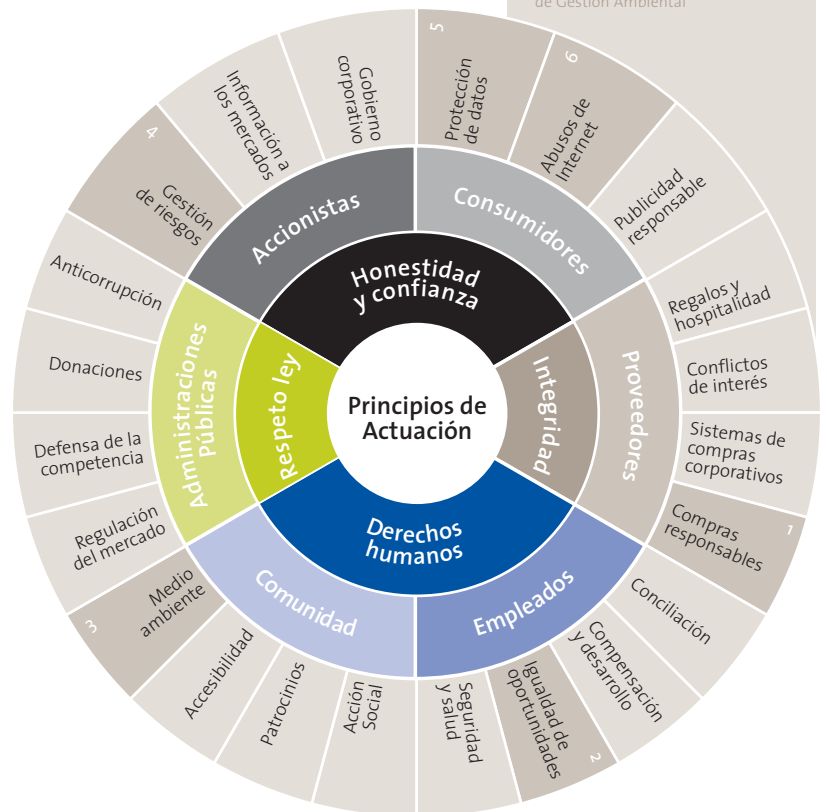 de Gestión Ambiental
Principios de
Actuación
Honestidad
y confianza
Integridad
Derechos
humanos
Respeto ley
Accionistas
Consumidores
Proveedores
Empleados
Comunidad
Administraciones
Públicas
5
Protección
de datos
6
Abusos de
Internet
Publicidad
responsable
Regalos y
hospitalidad
Conflictos
de interés
Sistemas de
compras
corporativos
1
Compras
responsables
Conciliación
Compensación
y desarrollo
2
Igualdad de
oportunidades
Seguridad
y salud
Acción
Social
Patrocinios
Accesibilidad
3
Medio
ambiente
Regulación
del mercado
Defensa de la
competencia
Donaciones
Anticorrupción
4
Gestión
de riesgos
Información a
los mercados
Gobierno
corporativo